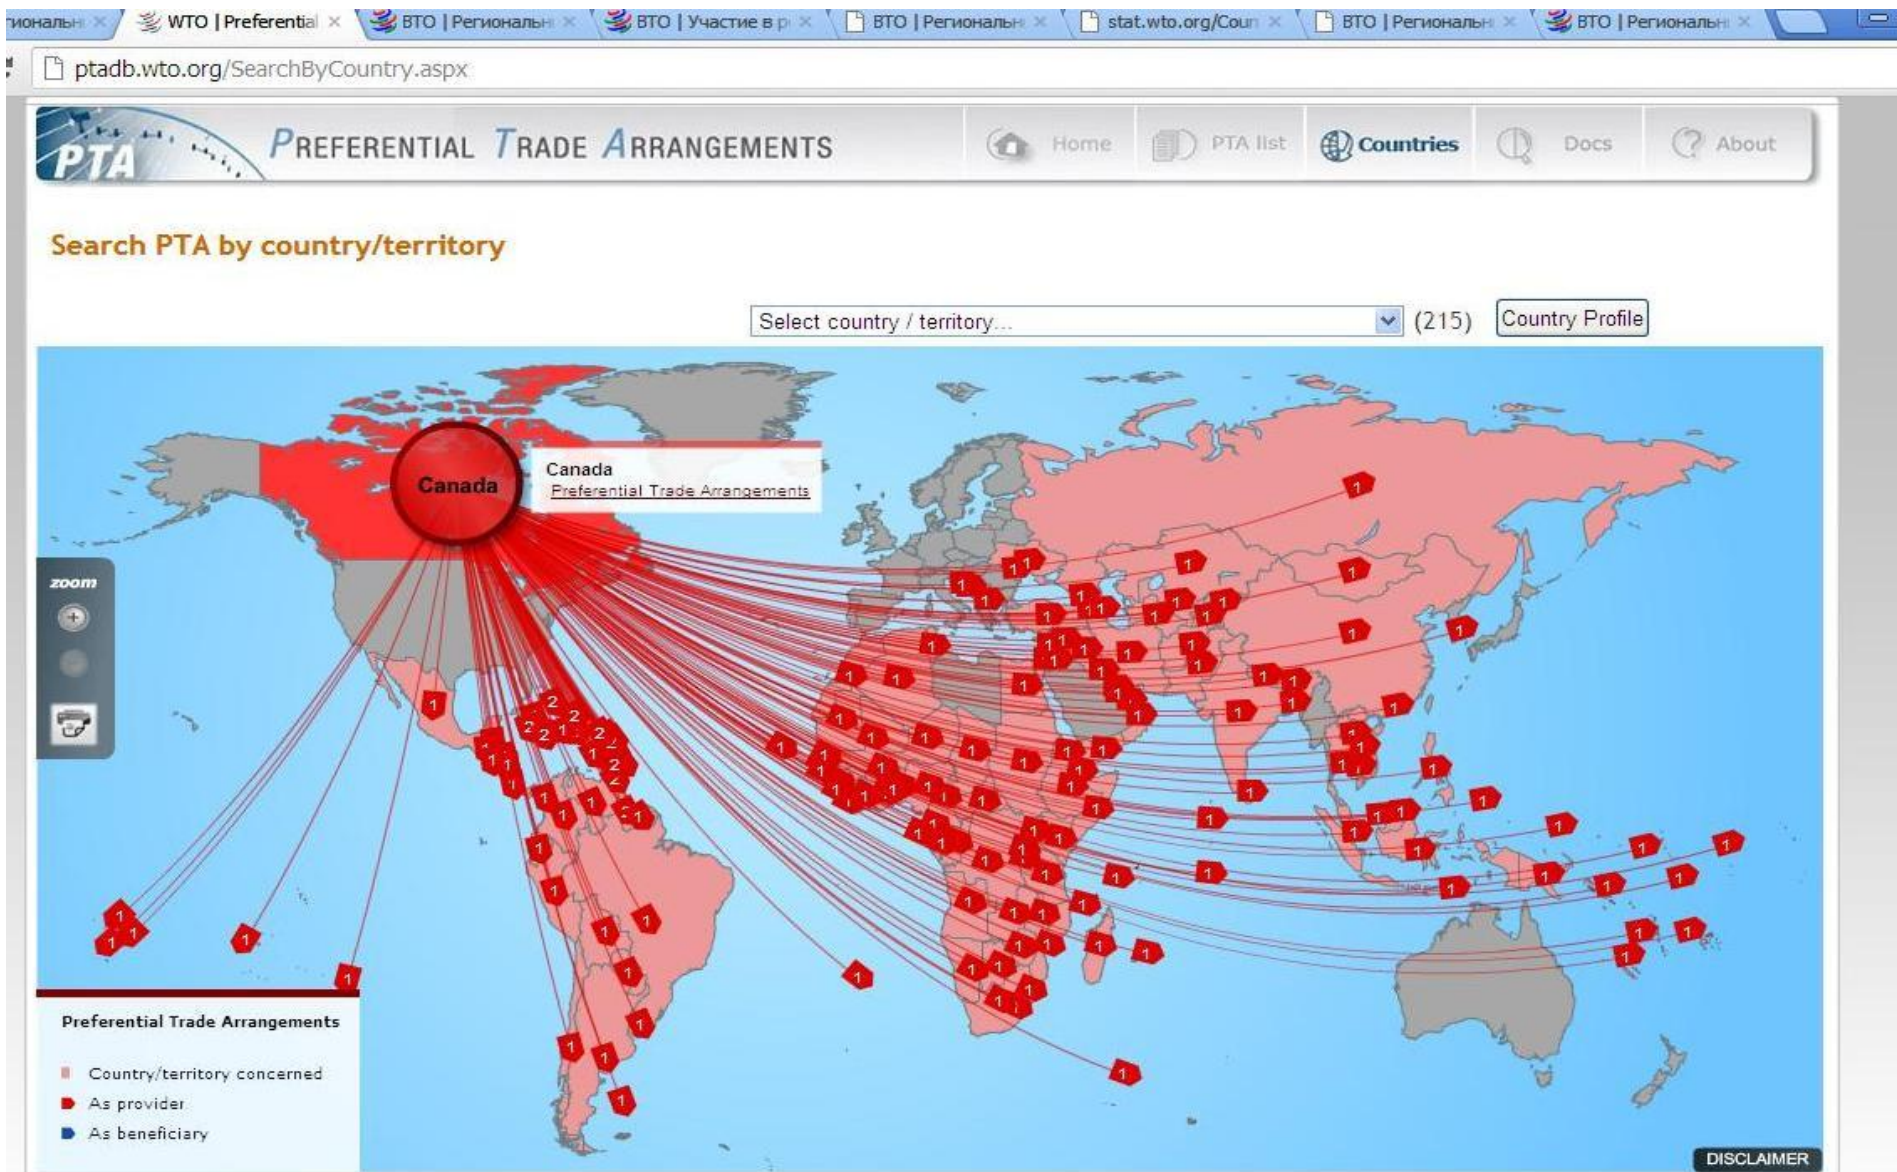 WTO | Preferential
ВТО | Региональн
ВТО | Участие в р
ВТО | Региональн
stat.wto.org/Coun
ВТО | Региональн
ВТО | Региональн
ptadb.wto.org/SearchByCountry.aspx
PTA
PREFERENTIAL TRADE ARRANGEMENTS
Home
PTA list
Countries
Docs
About
Search PTA by country/territory
Select country / territory...
(215)
Country Profile
Canada
Canada
Preferential Trade Arrangements
zoom
Preferential Trade Arrangements
Country/territory concerned
As provider
As beneficiary
DISCLAIMER